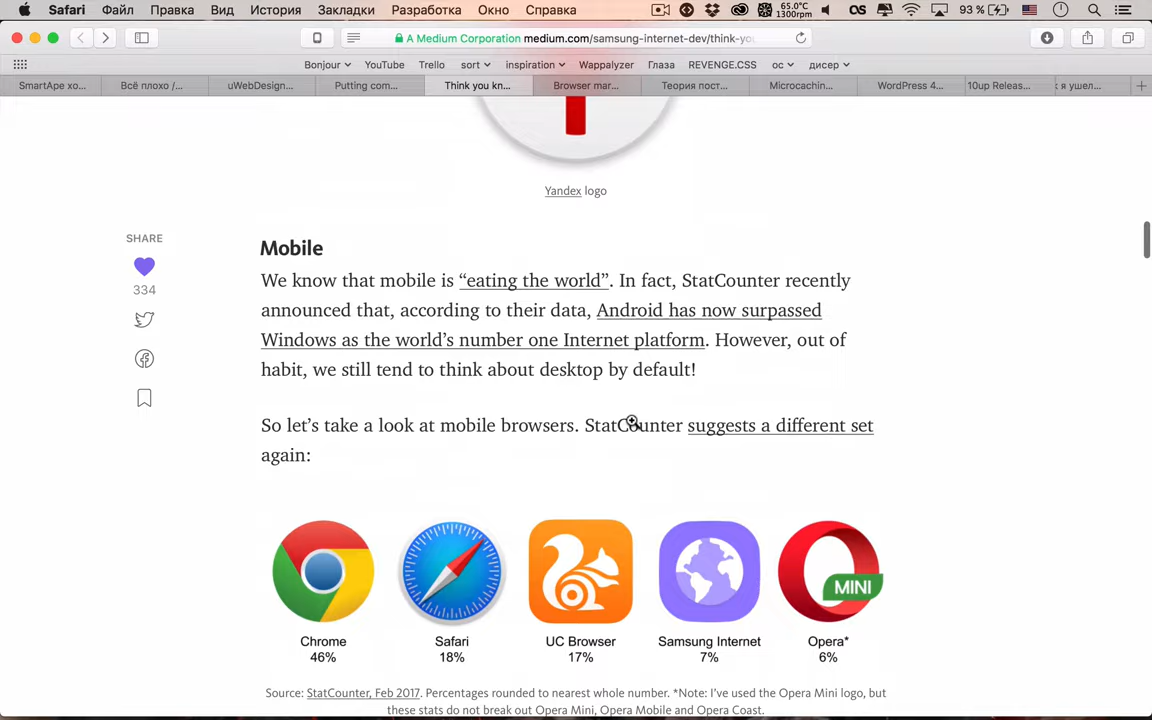 Safari Файл Правка Вид История Закладки Разработка Окно Справка 65.0°C 1300rpm 93 %
A Medium Corporation medium.com/samsung-internet-dev/think-yo
Bonjour YouTube Trello sort inspiration Wappalyzer Глаза REVENGE.CSS ос дисер
SmartApe хо... Всё плохо /... uWebDesign... Putting com... Think you kn... Browser mar... Теория пост... Microcachin... WordPress 4... 10up Releas... к я ушел...
Yandex logo
SHARE
334
Mobile
We know that mobile is “eating the world”. In fact, StatCounter recently
announced that, according to their data, Android has now surpassed
Windows as the world’s number one Internet platform. However, out of
habit, we still tend to think about desktop by default!
So let’s take a look at mobile browsers. StatCounter suggests a different set
again:
MINI
Chrome Safari UC Browser Samsung Internet Opera*
46% 18% 17% 7% 6%
Source: StatCounter, Feb 2017. Percentages rounded to nearest whole number. *Note: I’ve used the Opera Mini logo, but
these stats do not break out Opera Mini, Opera Mobile and Opera Coast.